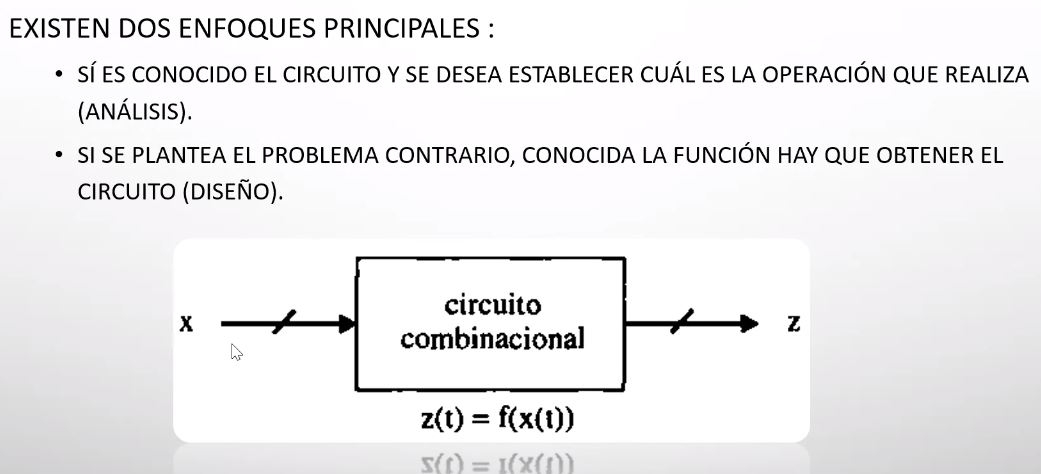 EXISTEN DOS ENFOQUES PRINCIPALES :
• SÍ ES CONOCIDO EL CIRCUITO Y SE DESEA ESTABLECER CUÁL ES LA OPERACIÓN QUE REALIZA
(ANÁLISIS).
• SI SE PLANTEA EL PROBLEMA CONTRARIO, CONOCIDA LA FUNCIÓN HAY QUE OBTENER EL
CIRCUITO (DISEÑO).
circuito
x z
combinacional
z(t) = f(x(t))